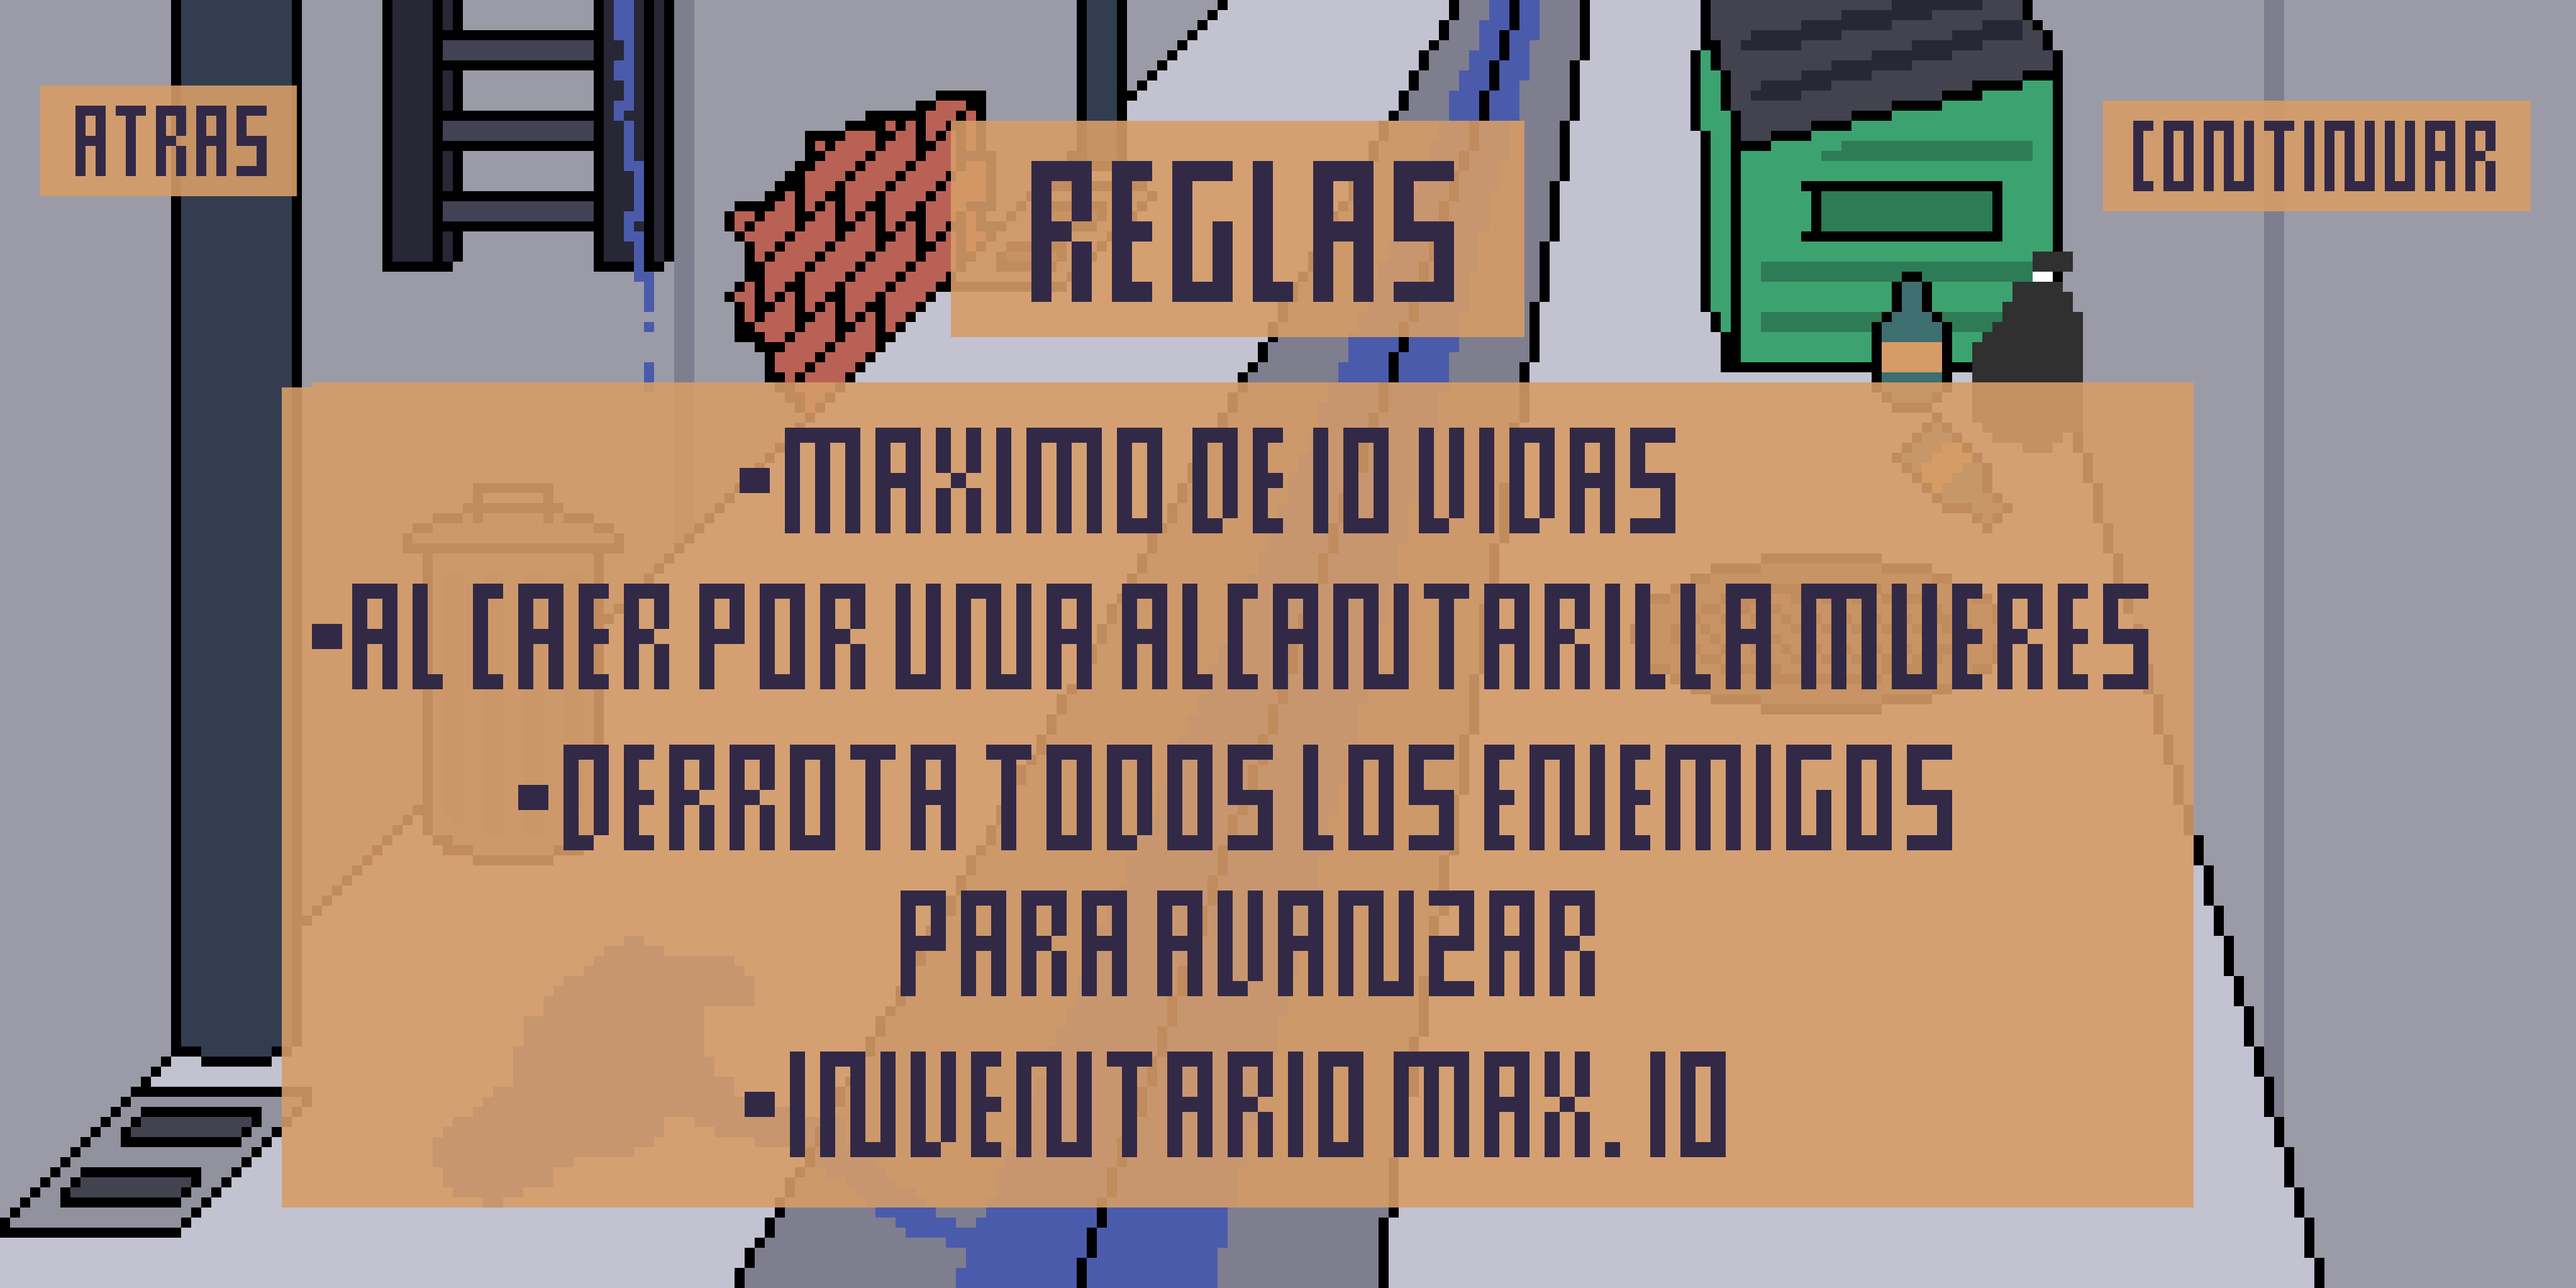 ATRAS
CONTINUAR
REGLAS
-MAXIMO DE 10 VIDAS
-AL CAER POR UNA ALCANTARILLA MUERES
-DERROTA TODOS LOS ENEMIGOS
PARA AVANZAR
-INVENTARIO MAX. 10